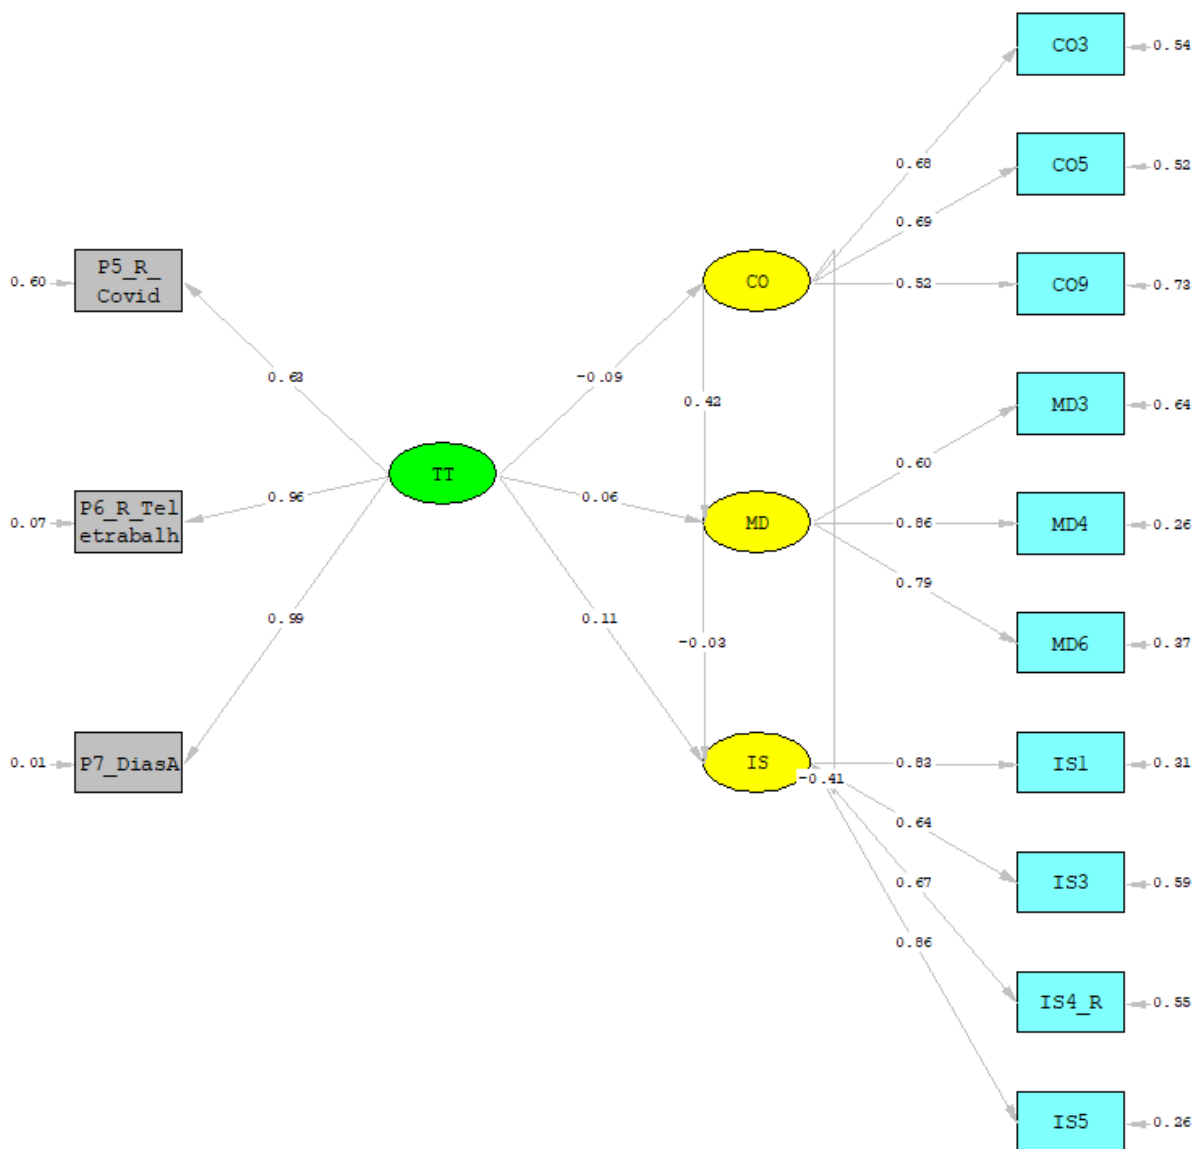 CO3
0.54
CO5
0.52
0.68
0.69
P5_R_
Covid
0.60
CO
0.52
CO9
0.73
0.63
-0.09
0.42
MD3
0.64
0.60
TT
P6_R_Tel
etrabalh
0.07
0.96
0.06
MD
0.86
MD4
0.26
0.79
0.99
0.11
-0.03
MD6
0.37
P7_DiasA
0.01
IS
-0.41
0.83
IS1
0.31
0.64
IS3
0.59
0.67
0.86
IS4_R
0.55
IS5
0.26